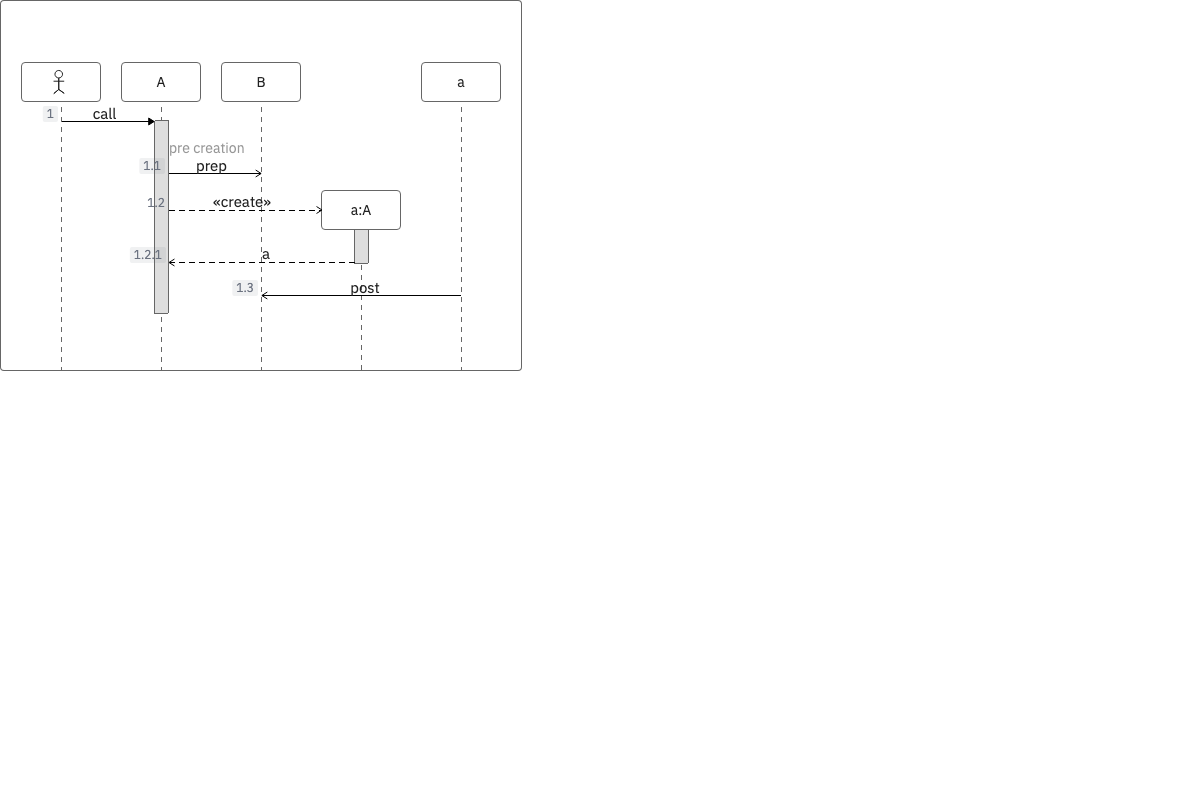 A
B
a
1
call
pre creation
1.1
prep
1.2
«create»
a:A
1.2.1
a
1.3
post